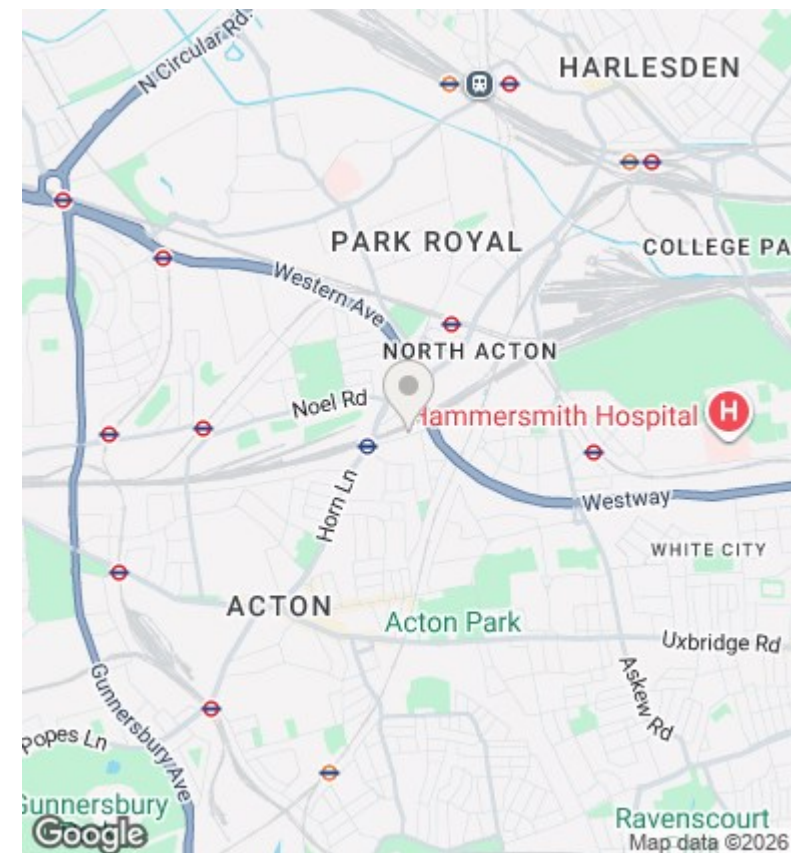 N Circular Rd.
HARLESDEN
PARK ROYAL
COLLEGE PA
Western Ave
NORTH ACTON
Noel Rd
Hammersmith Hospital
H
Horn Ln
Westway
WHITE CITY
ACTON
Acton Park
Uxbridge Rd
Askew Rd
Gunnersbury Ave
Popes Ln
Gunnersbury
Ravenscourt
Google
Map data ©2026